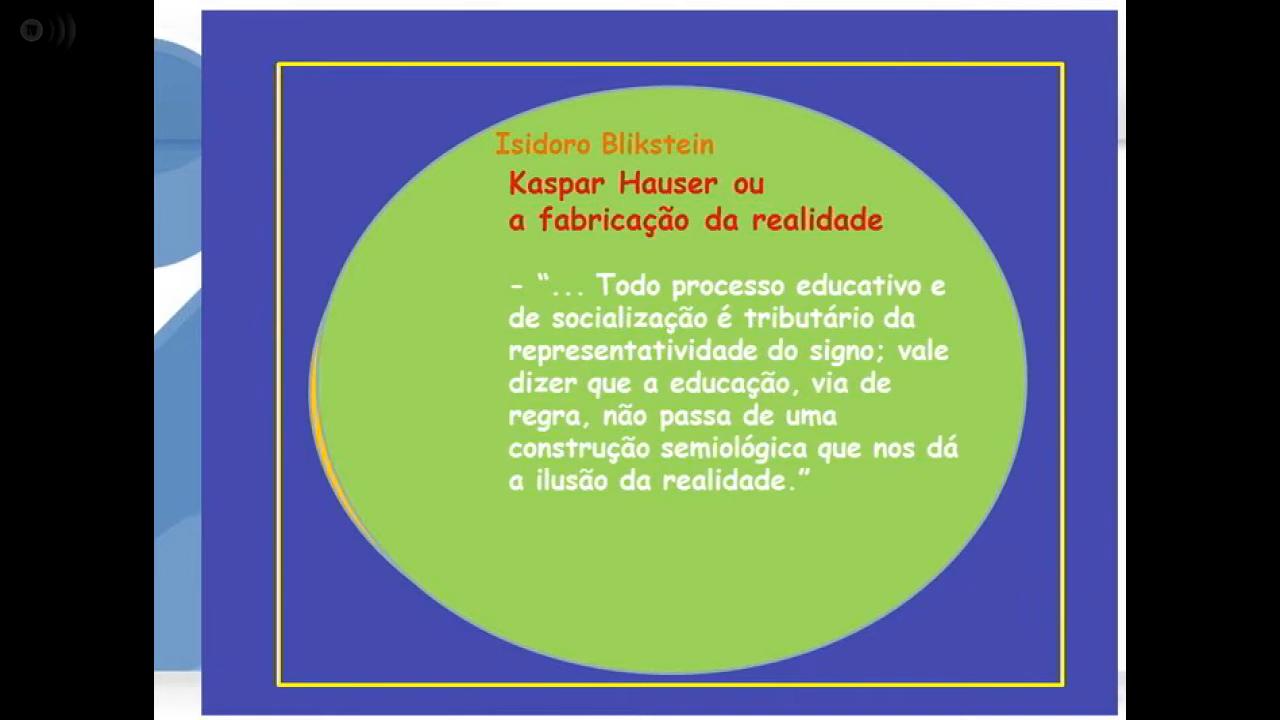 Isidoro Blikstein
Kaspar Hauser ou
a fabricação da realidade
- “... Todo processo educativo e
de socialização é tributário da
representatividade do signo; vale
dizer que a educação, via de
regra, não passa de uma
construção semiológica que nos dá
a ilusão da realidade.”